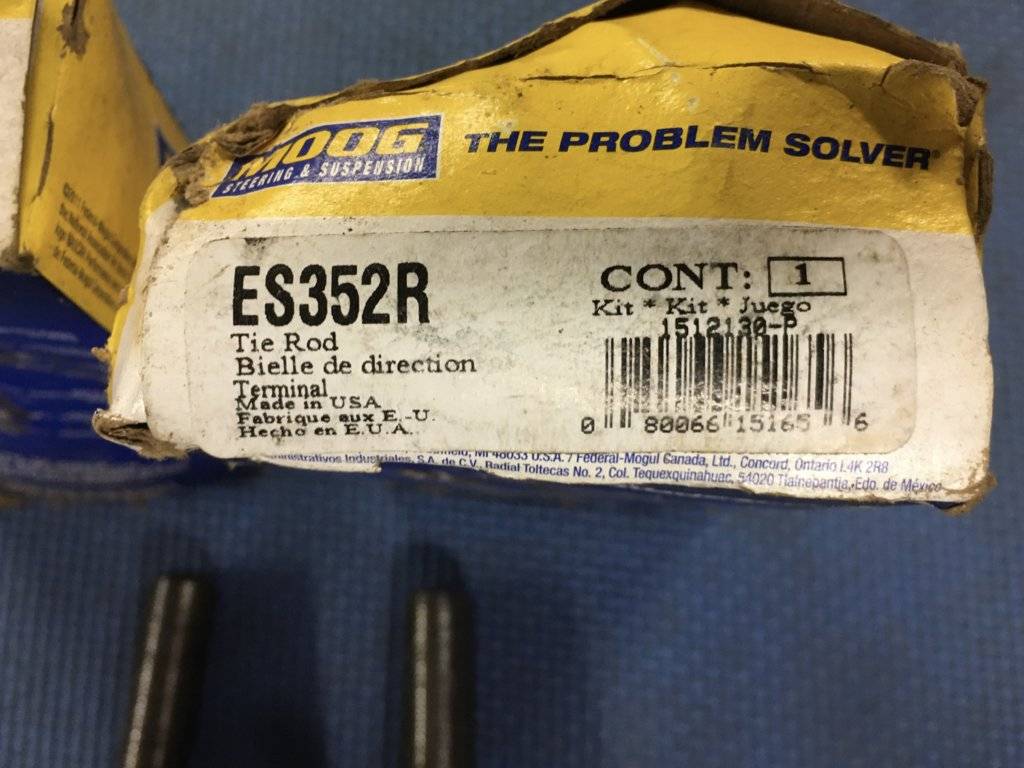 MOOG
STEERING & SUSPENSION
THE PROBLEM SOLVER®
ES352R
Tie Rod
Bielle de direction
Terminal
Made in USA
Fabrique aux E.-U.
Hecho en E.U.A.
CONT: 1
Kit * Kit * Juego
1512130-P
0 80066 15165 6
MI 48033 U.S.A. / Federal-Mogul Canada, Ltd., Concord, Ontario L4K 2R8
Industriales, S.A. de C.V., Radial Toltecas No. 2, Col. Tequexquinahuac, 54020 Tlalnepantla, Edo. de México